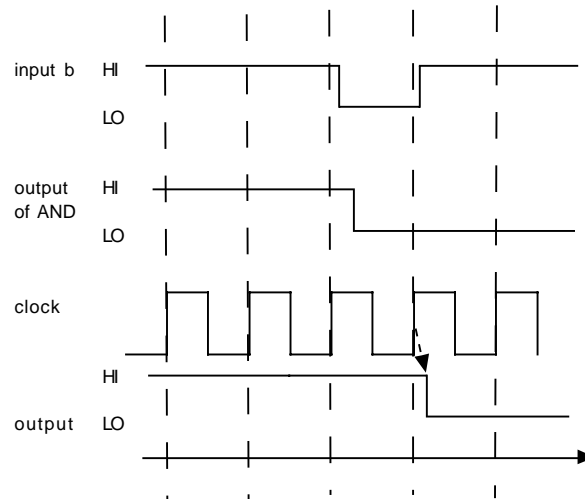 input b HI
LO
output HI
of AND
LO
clock
HI
output LO